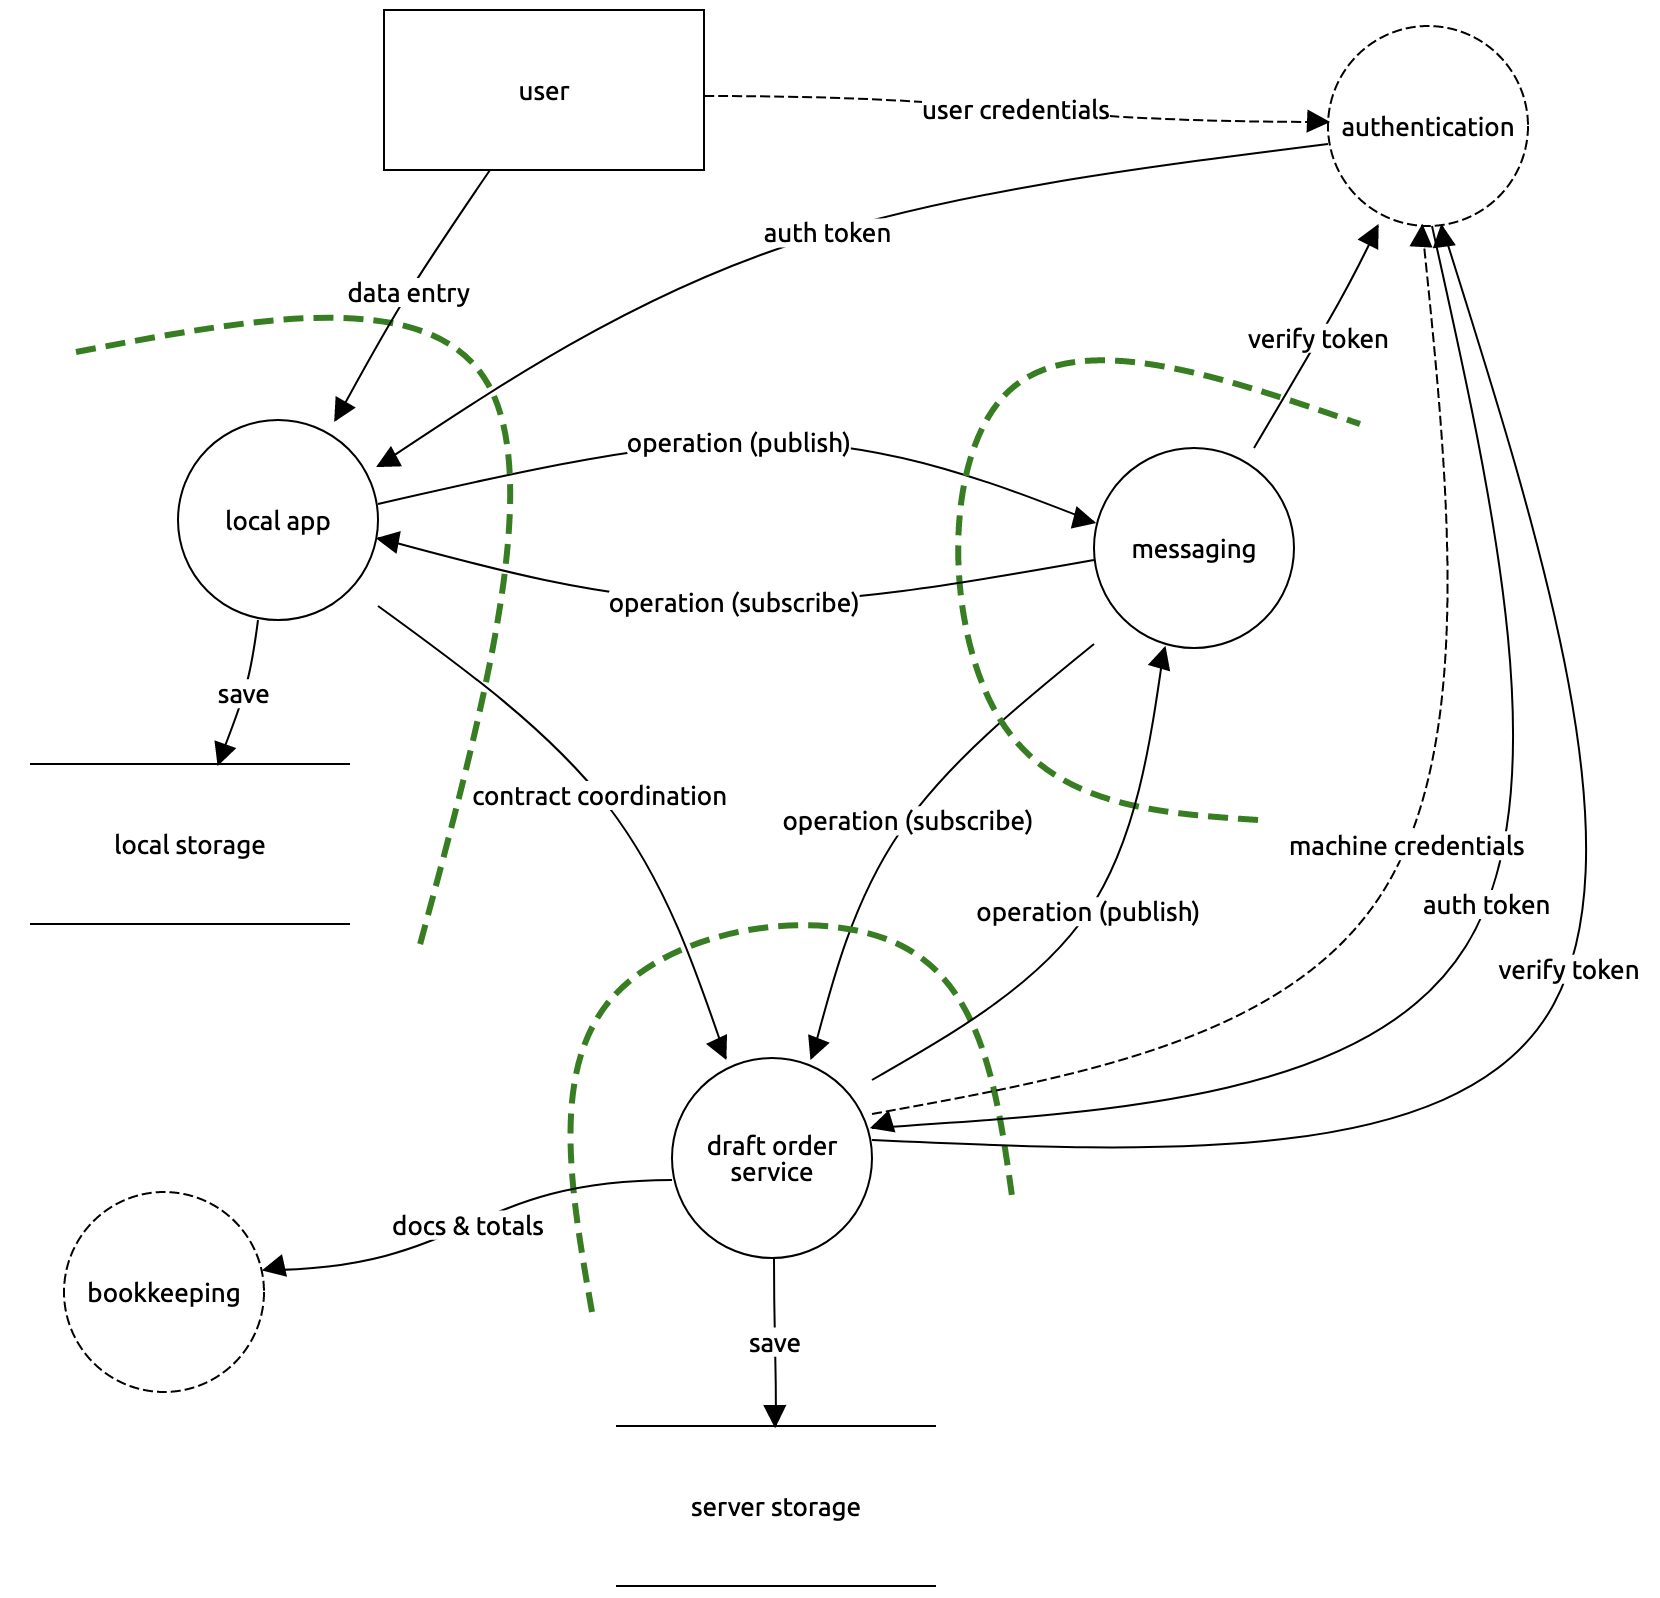 user
user credentials
authentication
auth token
data entry
verify token
operation (publish)
local app
messaging
operation (subscribe)
save
contract coordination
operation (subscribe)
local storage
machine credentials
auth token
operation (publish)
verify token
draft order
service
docs & totals
bookkeeping
save
server storage